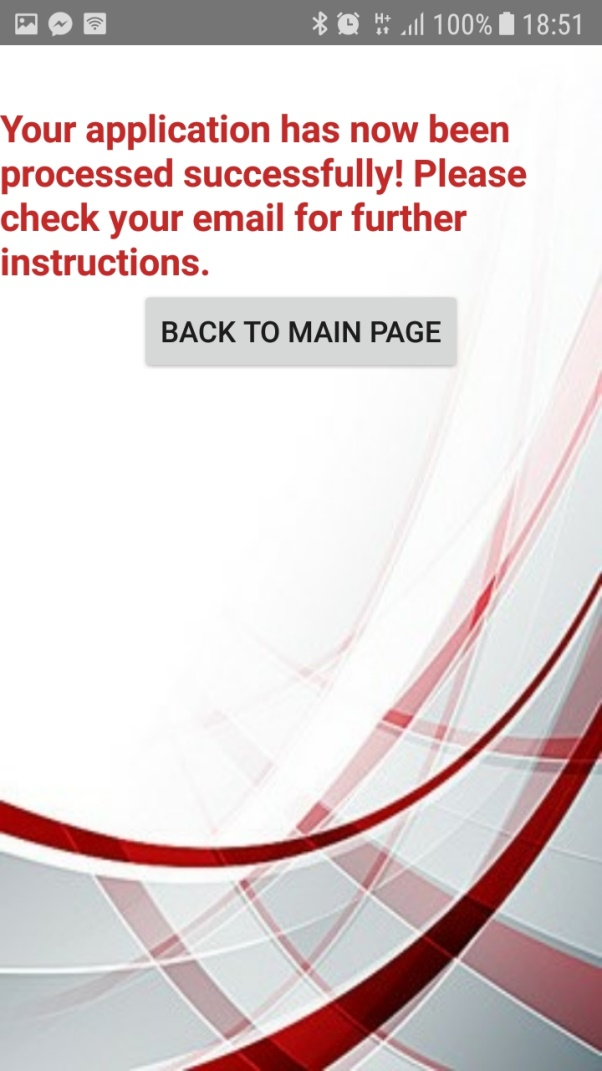 H+ 100% 18:51
Your application has now been
processed successfully! Please
check your email for further
instructions.
BACK TO MAIN PAGE